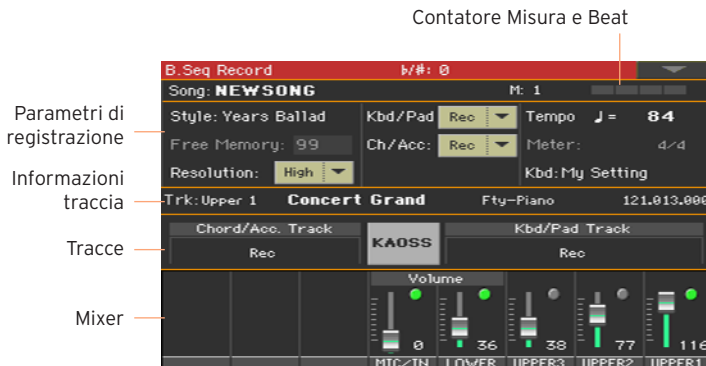 Contatore Misura e Beat
B.Seq Record ♭/#: 0
Song: NEWSONG M: 1
Parametri di registrazione
Style: Years Ballad Kbd/Pad Rec Tempo ♩= 84
Free Memory: 99 Ch/Acc: Rec Meter: 4/4
Resolution: High Kbd: My Setting
Informazioni traccia
Trk: Upper 1 Concert Grand Fty-Piano 121.013.000
Tracce
Chord/Acc. Track KAOSS Kbd/Pad Track
Rec Rec
Mixer
Volume
0 36 38 77 116
MIC/IN LOWER UPPER3 UPPER2 UPPER1